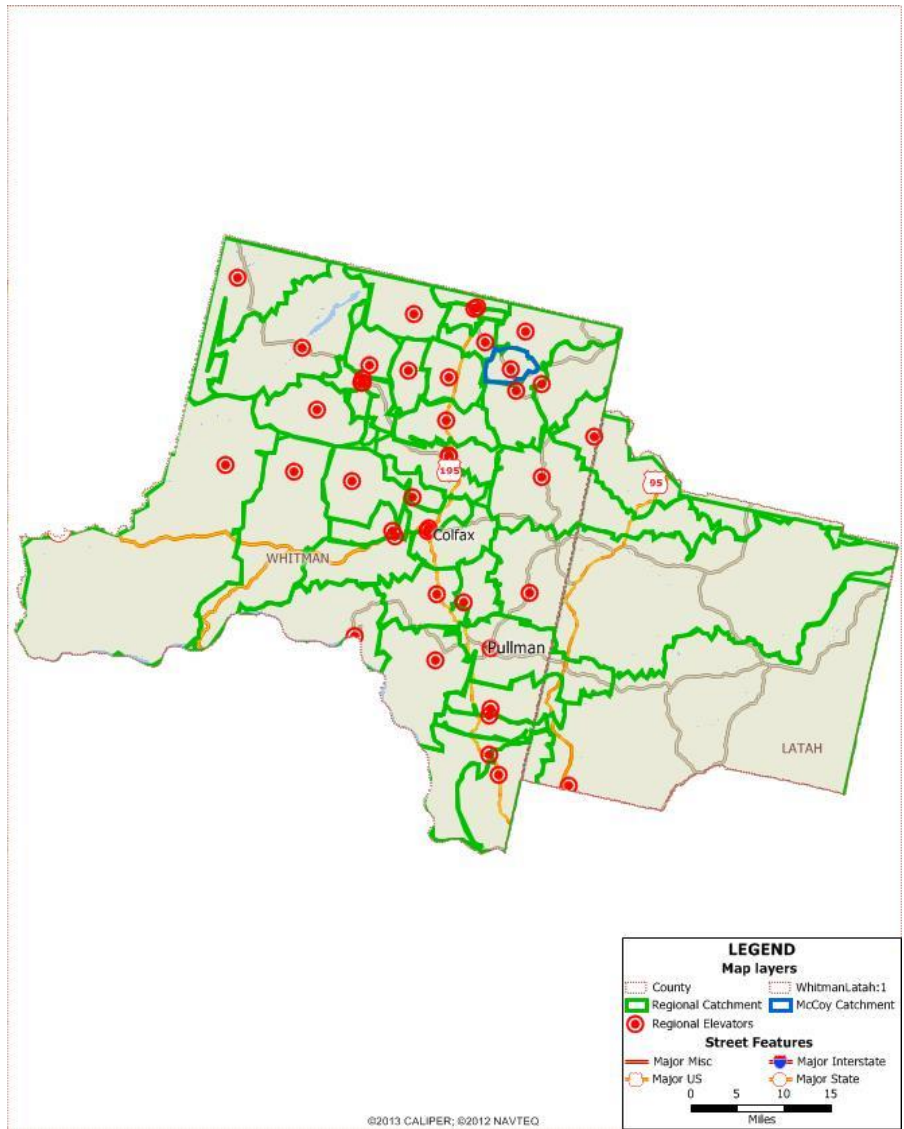 195
95
Colfax
WHITMAN
Pullman
LATAH
LEGEND
Map layers
County WhitmanLatah:1
Regional Catchment McCoy Catchment
Regional Elevators
Street Features
Major Misc Major Interstate
Major US Major State
0 5 10 15
Miles
©2013 CALIPER; ©2012 NAVTEQ